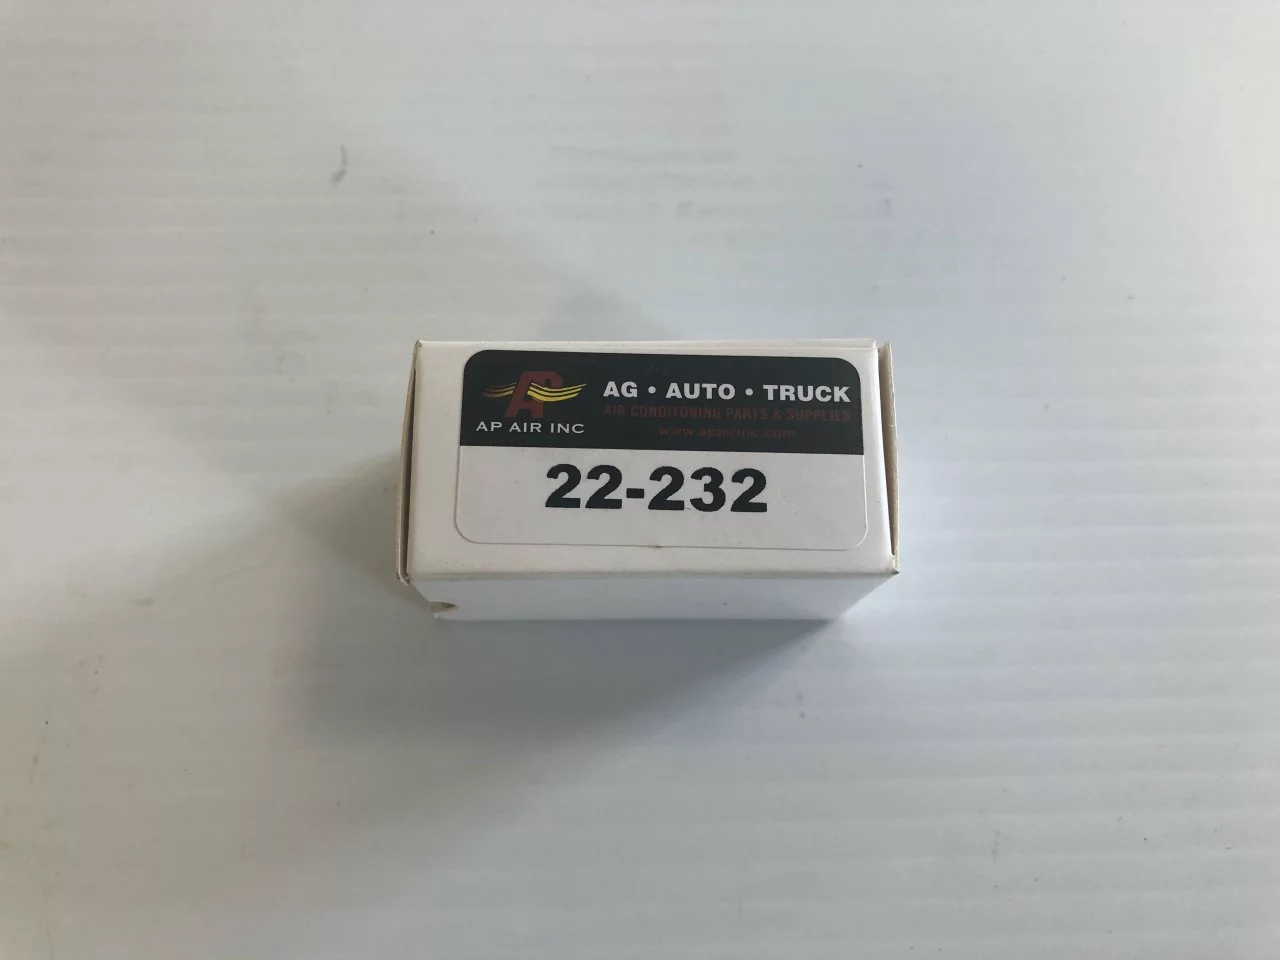 AP
AP AIR INC
AG • AUTO • TRUCK
AIR CONDITIONING PARTS & SUPPLIES
www.apairinc.com
22-232